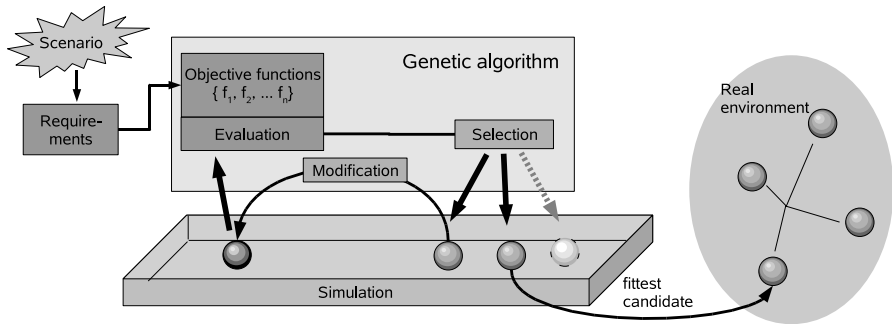 Scenario
Require-
ments
Objective functions
{ f1, f2, ... fn}
Evaluation
Genetic algorithm
Selection
Modification
Simulation
fittest
candidate
Real
environment